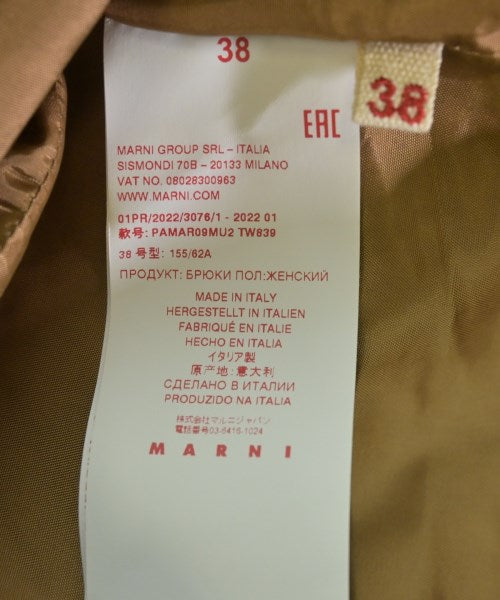 38
38
EAC
MARNI GROUP SRL – ITALIA
SISMONDI 70B – 20133 MILANO
VAT NO. 08028300963
WWW.MARNI.COM
01PR/2022/3076/1 - 2022 01
款号: PAMAR09MU2 TW839
38 号型: 155/62A
ПРОДУКТ: БРЮКИ ПОЛ:ЖЕНСКИЙ
MADE IN ITALY
HERGESTELLT IN ITALIEN
FABRIQUÉ EN ITALIE
HECHO EN ITALIA
イタリア製
原产地: 意大利
СДЕЛАНО В ИТАЛИИ
PRODUZIDO NA ITALIA
株式会社マルニジャパン
電話番号03-6416-1024
MARNI